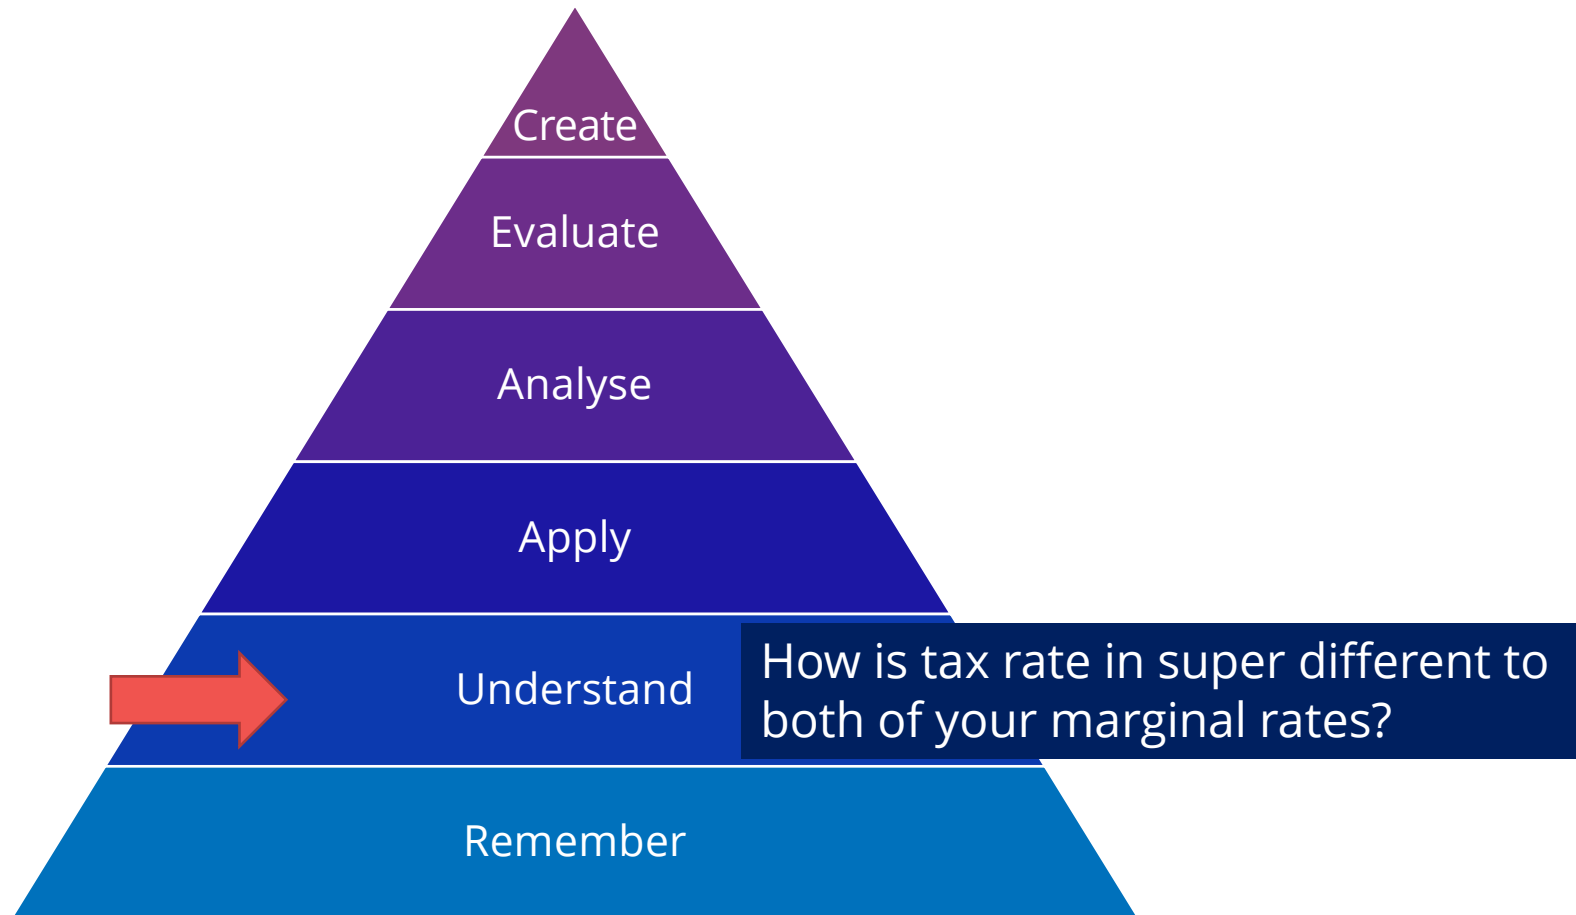 Create
Evaluate
Analyse
Apply
Understand
How is tax rate in super different to
both of your marginal rates?
Remember